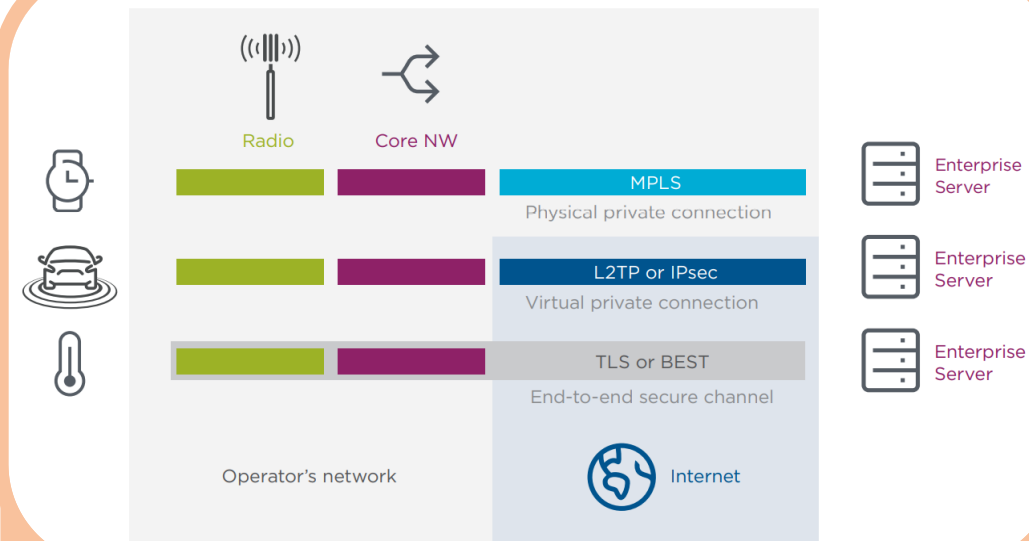 Radio
Core NW
MPLS
Physical private connection
Enterprise
Server
L2TP or IPsec
Virtual private connection
Enterprise
Server
TLS or BEST
End-to-end secure channel
Enterprise
Server
Operator's network
Internet